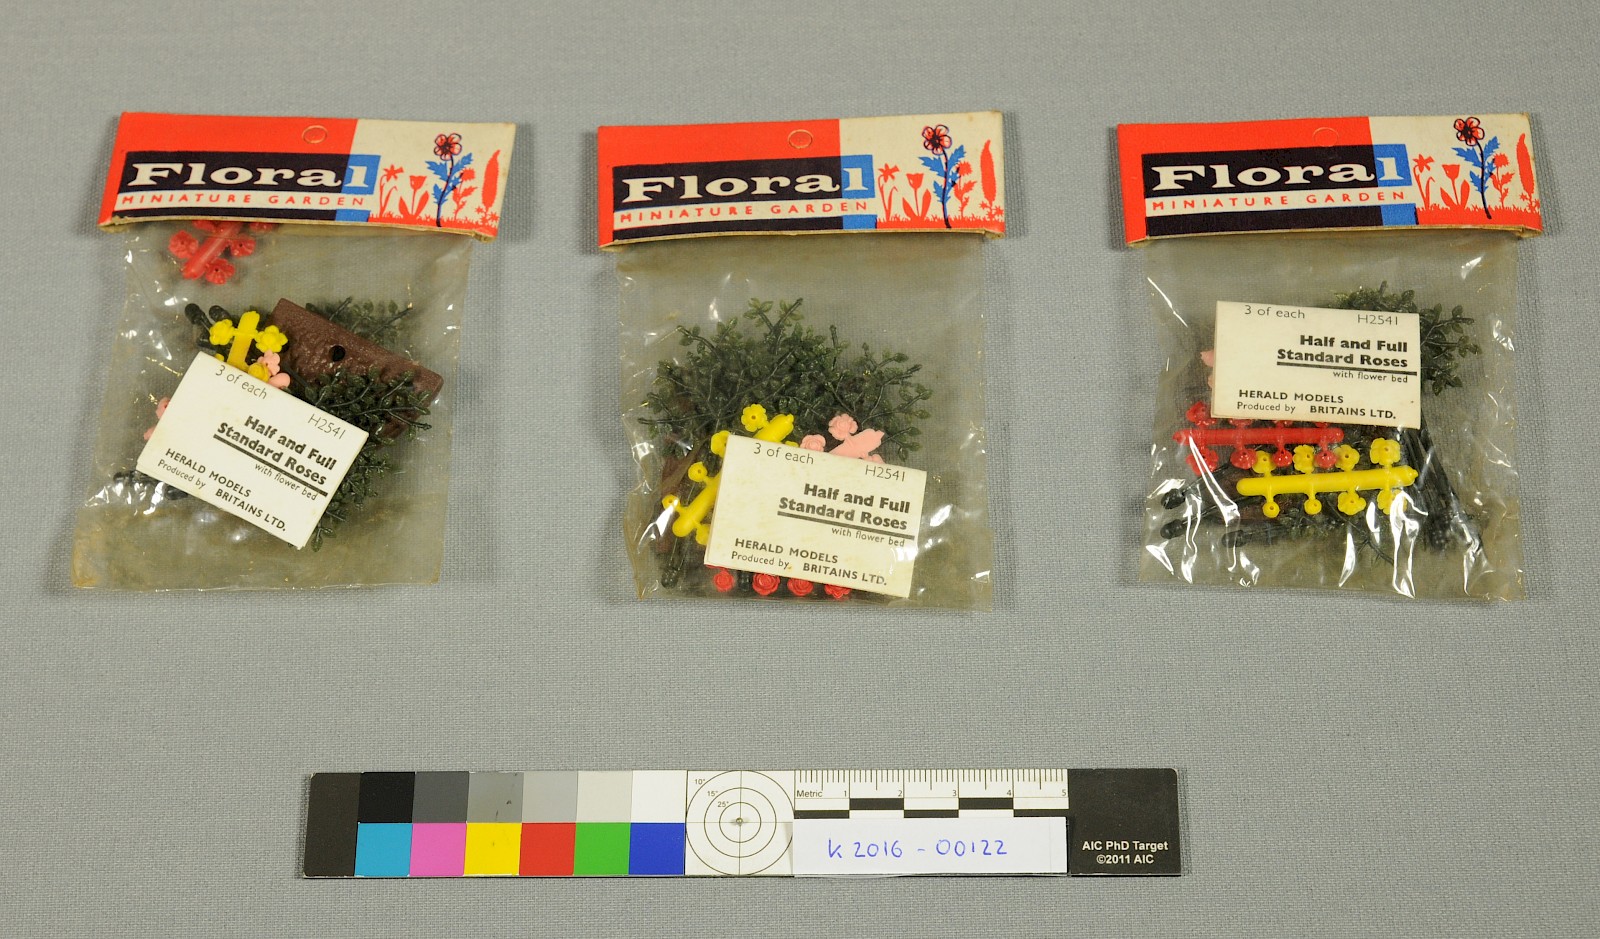 Floral
MINIATURE GARDEN
3 of each H2541
Half and Full
Standard Roses
with flower bed
HERALD MODELS
Produced by BRITAINS LTD.
Floral
MINIATURE GARDEN
3 of each H2541
Half and Full
Standard Roses
with flower bed
HERALD MODELS
Produced by BRITAINS LTD.
Floral
MINIATURE GARDEN
3 of each H2541
Half and Full
Standard Roses
with flower bed
HERALD MODELS
Produced by BRITAINS LTD.
10°
15°
25°
Metric 1 2 3 4 5
K 2016 - 00122
AIC PhD Target
©2011 AIC